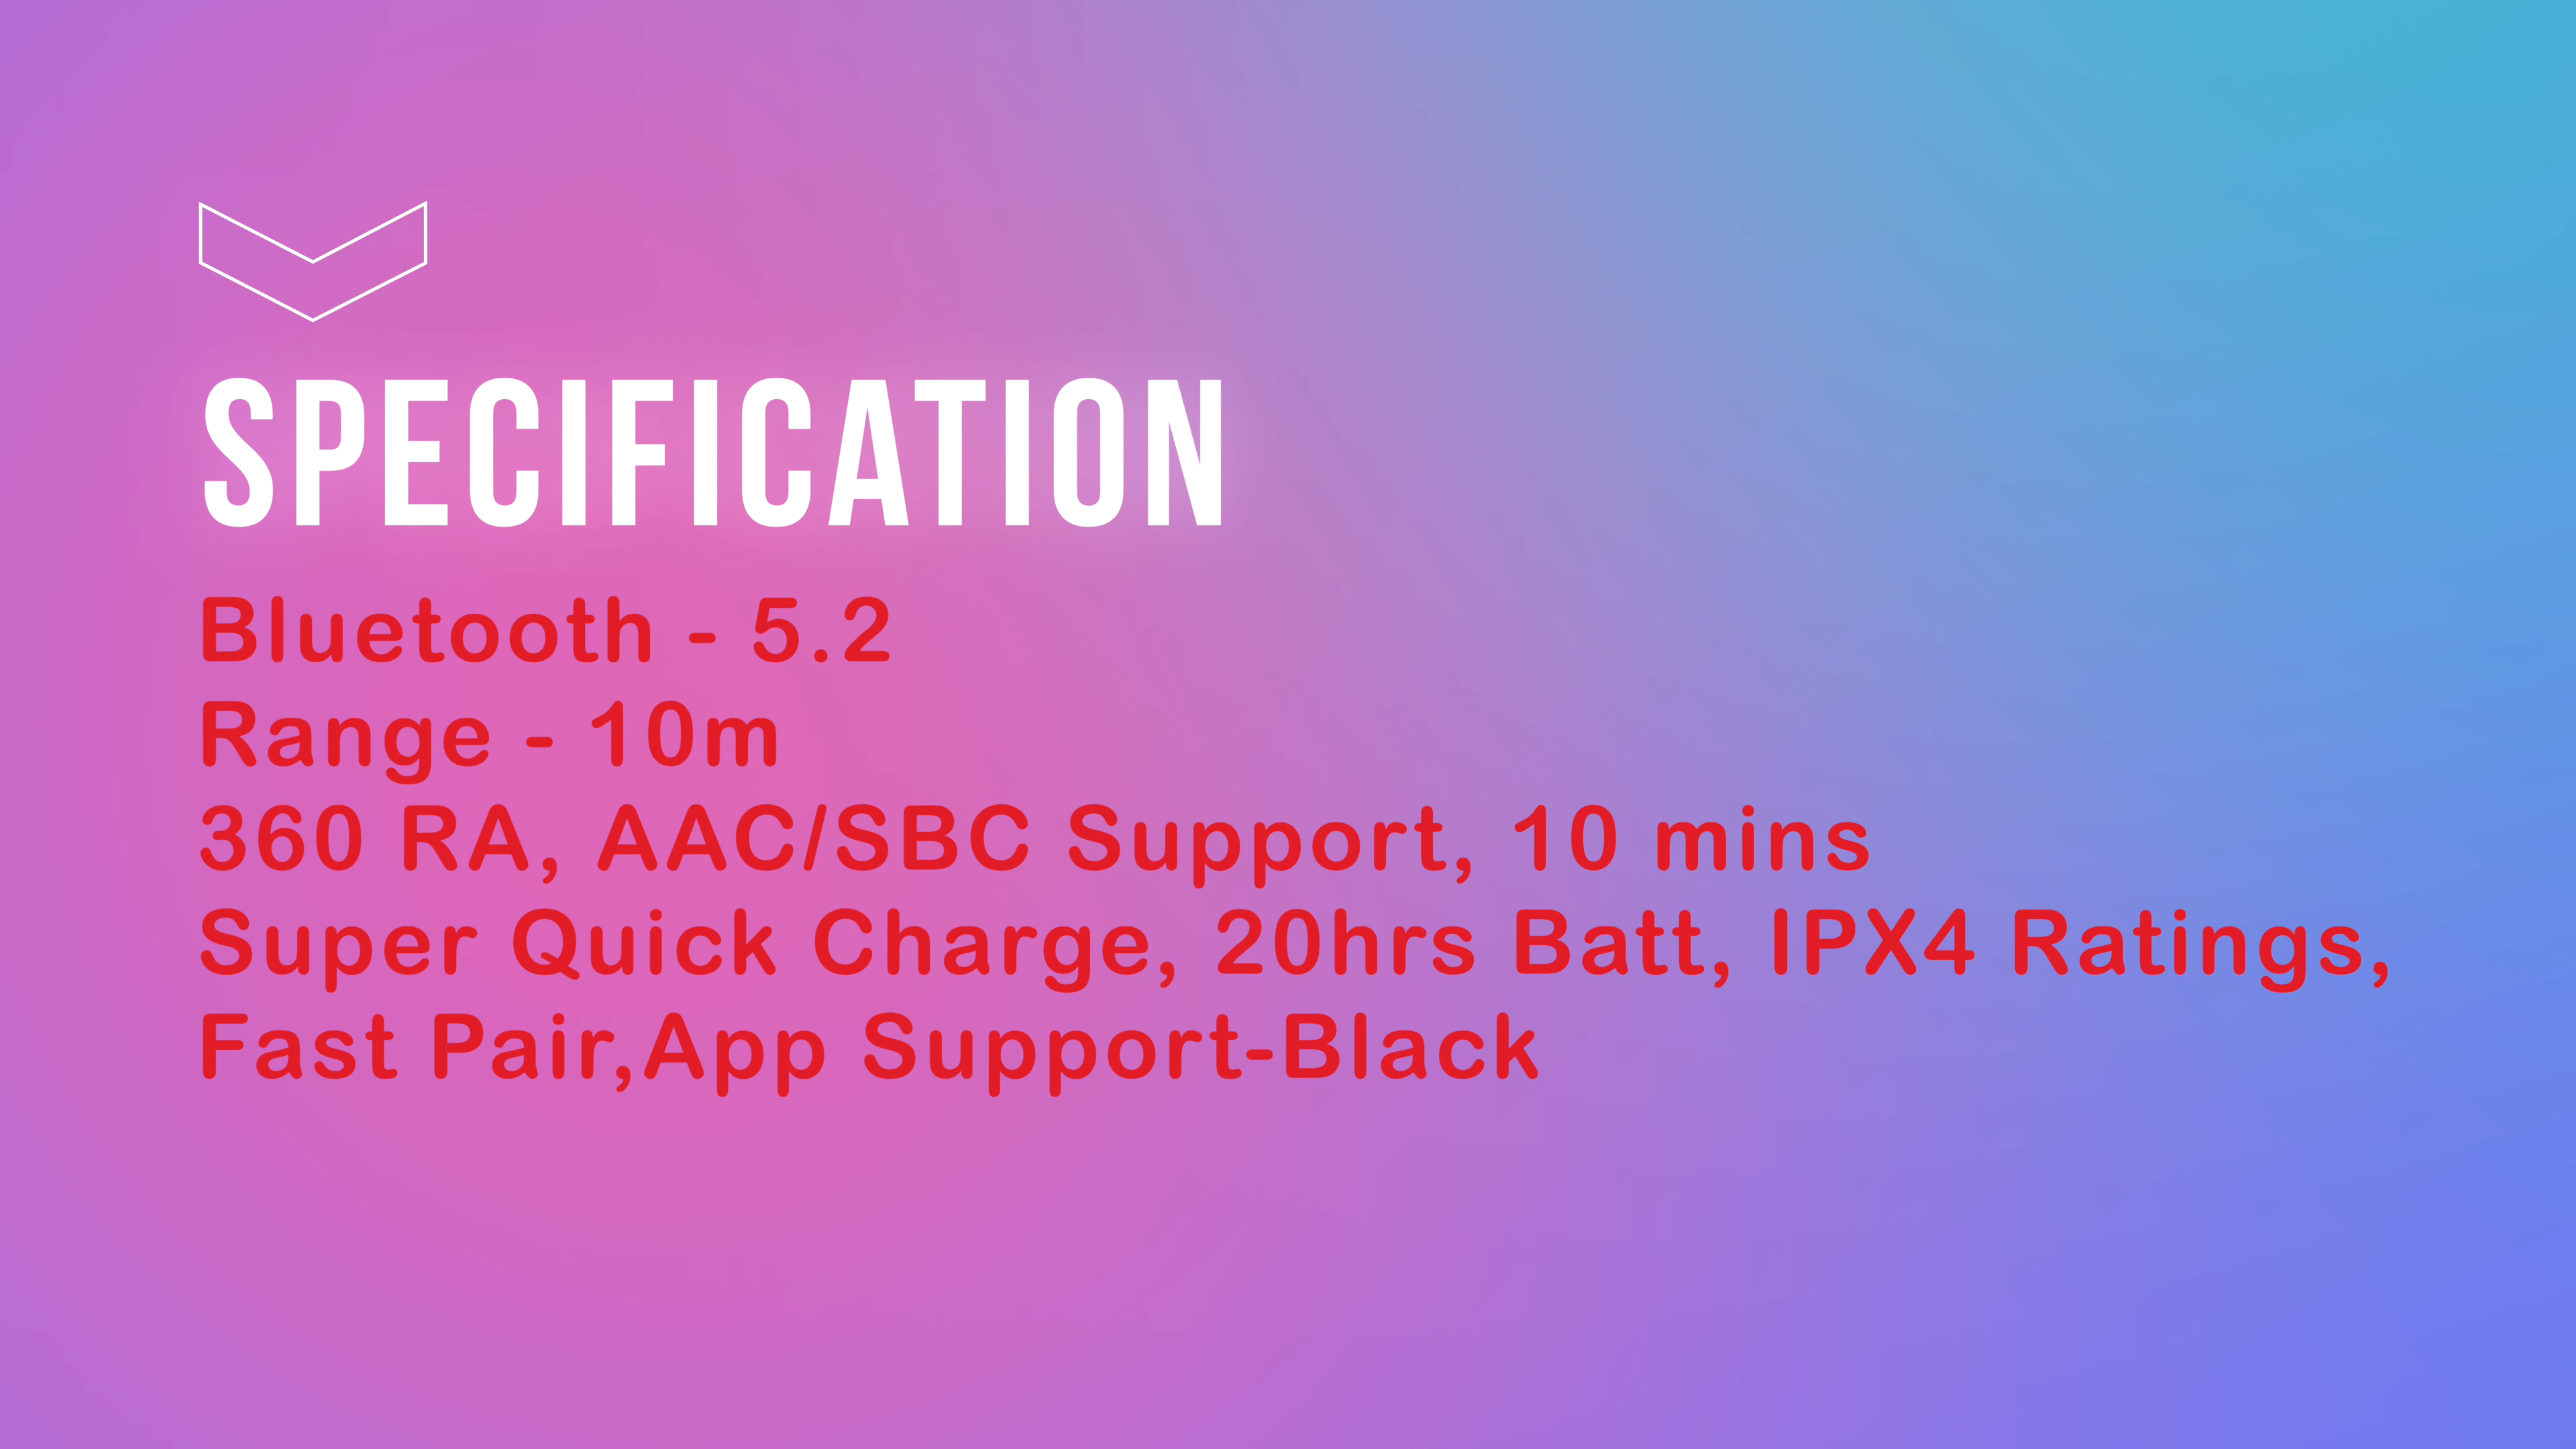 SPECIFICATION
Bluetooth - 5.2
Range - 10m
360 RA, AAC/SBC Support, 10 mins
Super Quick Charge, 20hrs Batt, IPX4 Ratings,
Fast Pair,App Support-Black